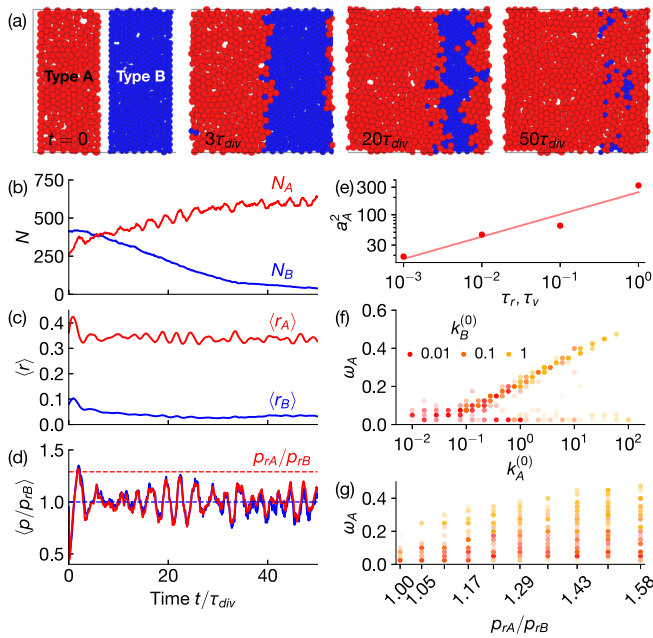 (a)
Type A
Type B
t = 0
3τdiv
20τdiv
50τdiv
(b)
750
500
250
0
N
NA
NB
(c)
0.4
0.2
0.0
⟨r⟩
⟨rA⟩
⟨rB⟩
(d)
1.5
1.0
0.5
⟨p/prB⟩
prA/prB
0
20
40
Time t/τdiv
(e)
300
100
30
a²A
10⁻³
10⁻²
10⁻¹
10⁰
τr, τv
(f)
kB(0)
0.01
0.1
1
0.6
0.4
0.2
0.0
ωA
10⁻²
10⁻¹
10⁰
10¹
10²
kA(0)
(g)
0.4
0.2
0.0
ωA
1.00
1.05
1.17
1.29
1.43
1.58
prA/prB